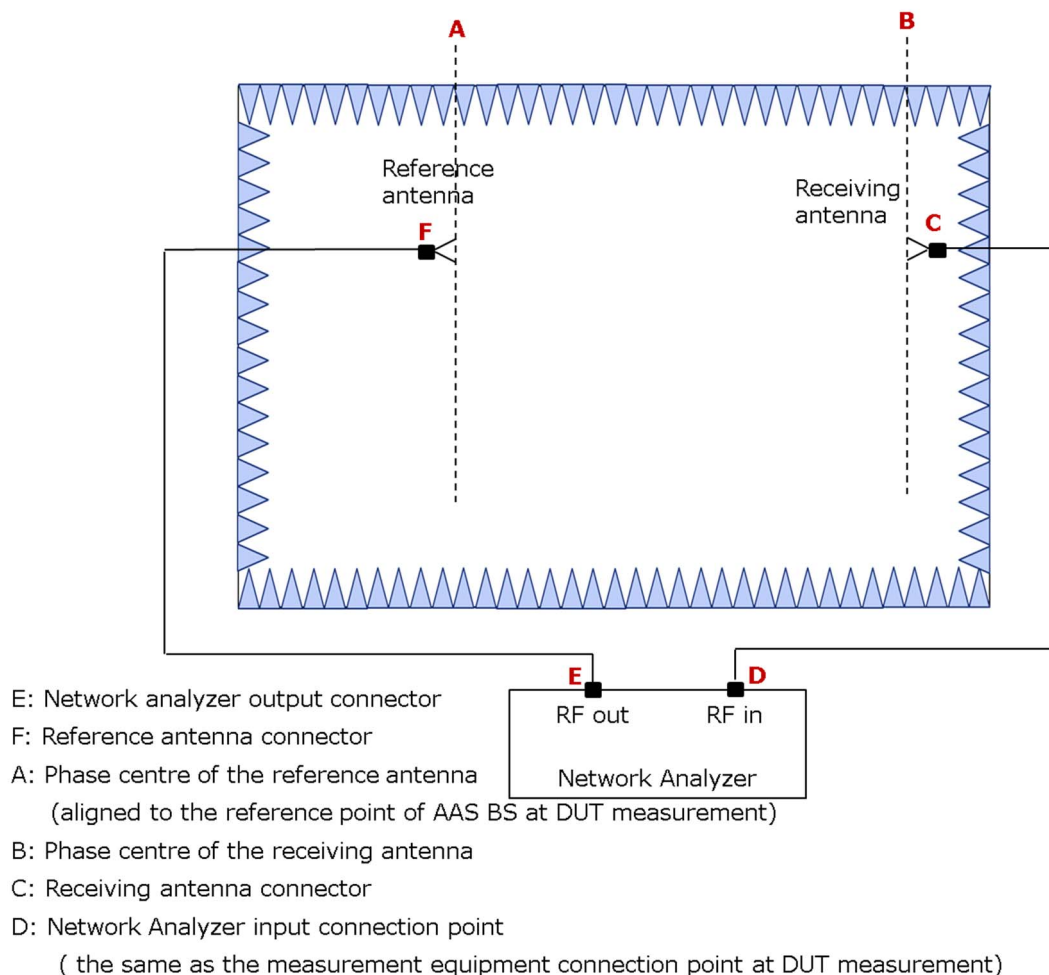 A
B
Reference
antenna
Receiving
antenna
F
C
E
D
RF out
RF in
Network Analyzer
E: Network analyzer output connector
F: Reference antenna connector
A: Phase centre of the reference antenna
(aligned to the reference point of AAS BS at DUT measurement)
B: Phase centre of the receiving antenna
C: Receiving antenna connector
D: Network Analyzer input connection point
( the same as the measurement equipment connection point at DUT measurement)